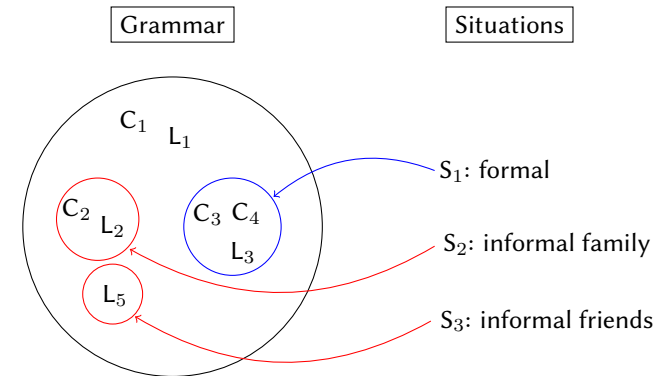 Grammar
Situations
C₁
L₁
S₁: formal
C₂
L₂
C₃ C₄
L₃
S₂: informal family
L₅
S₃: informal friends